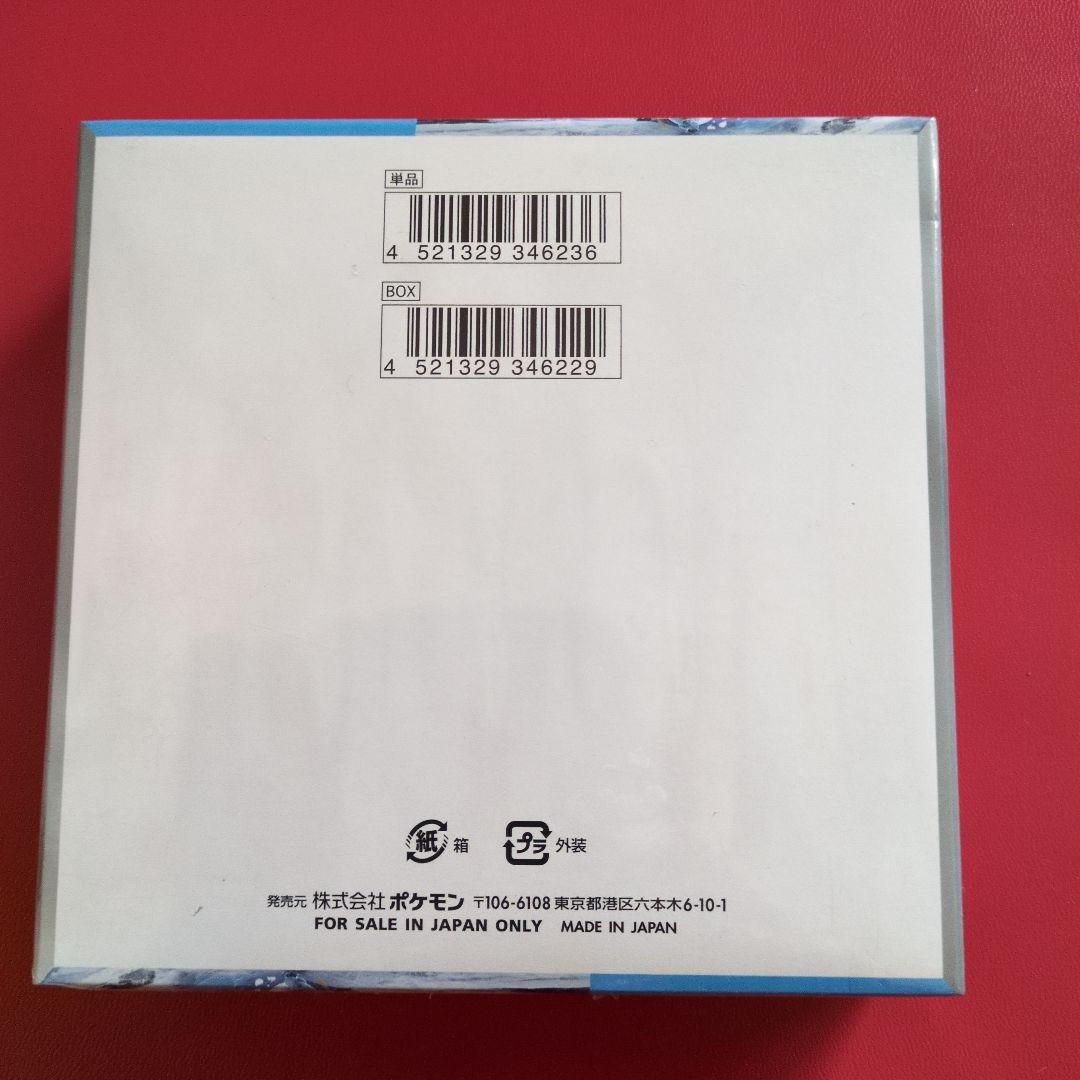 単品
4 521329 346236
BOX
4 521329 346229
紙 箱 プラ 外装
発売元 株式会社 ポケモン 〒106-6108 東京都港区六本木6-10-1
FOR SALE IN JAPAN ONLY MADE IN JAPAN